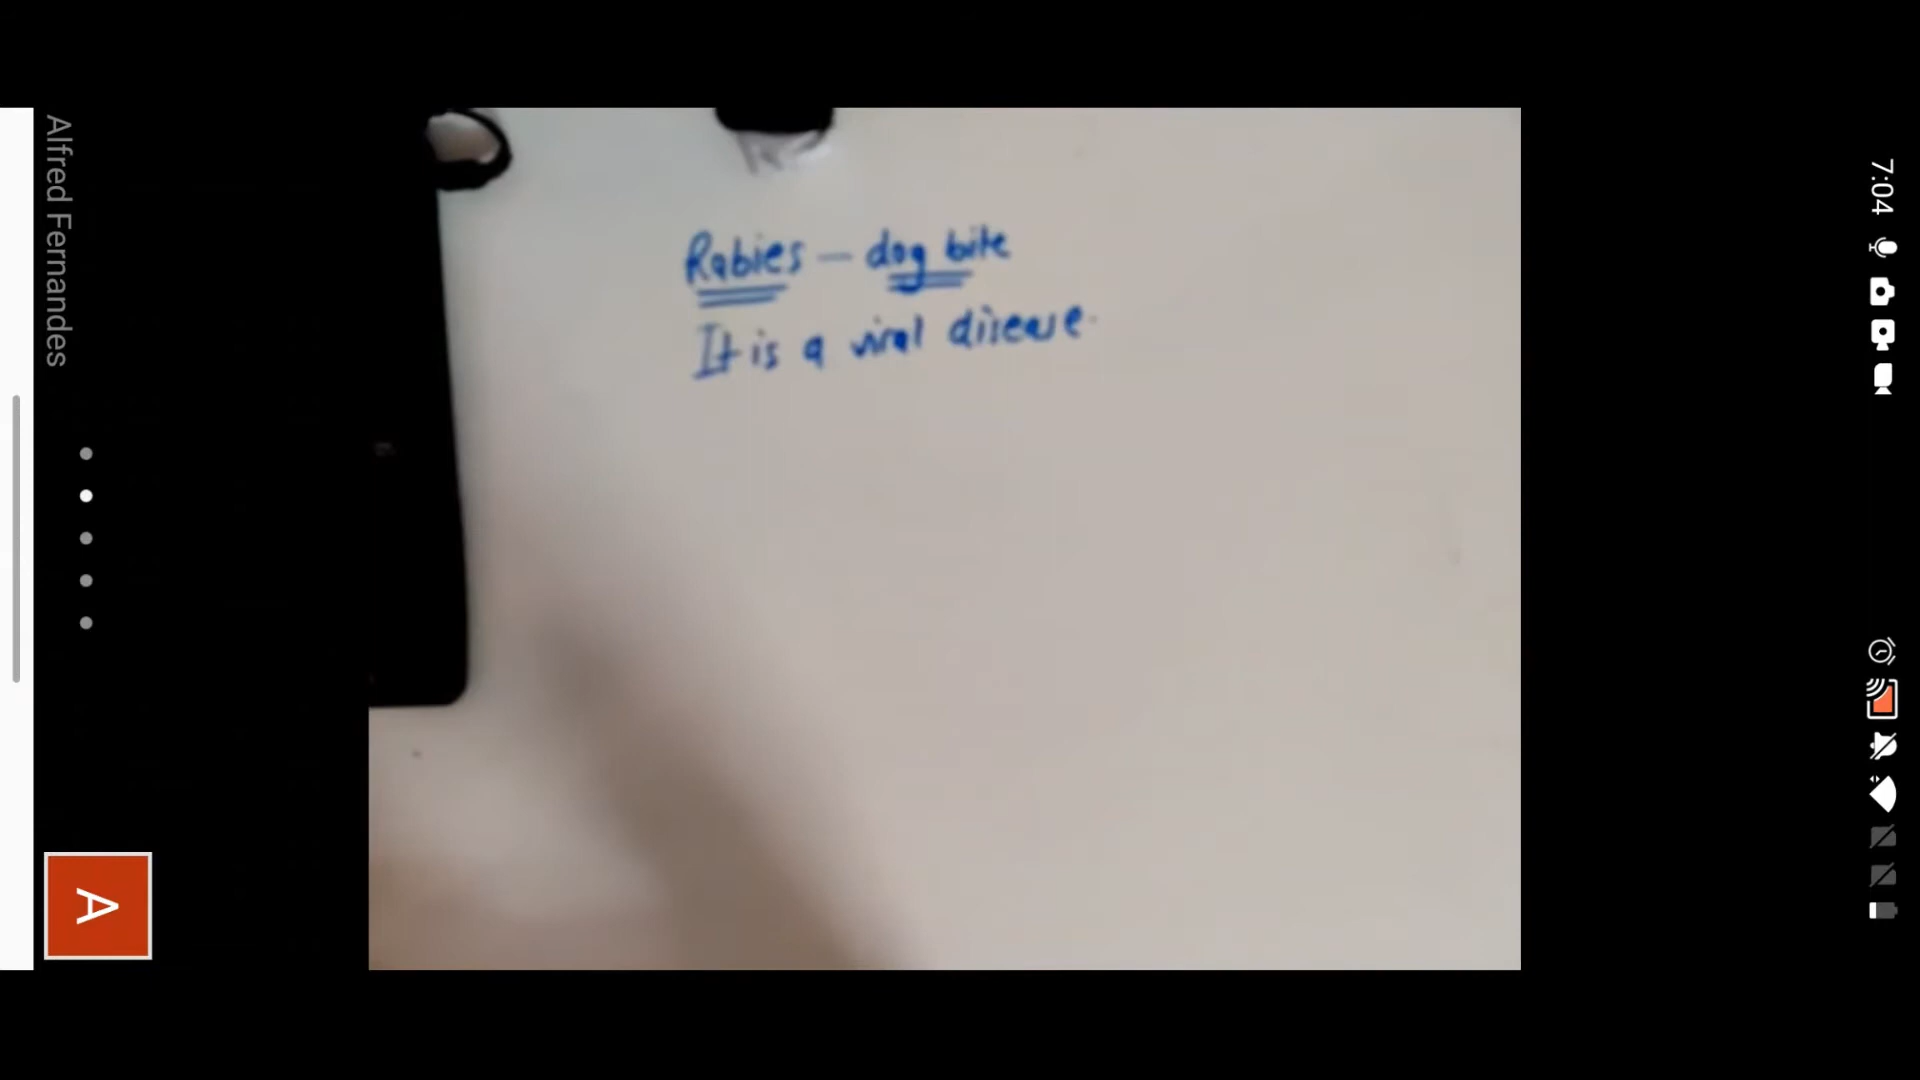 Alfred Fernandes
Rabies — dog bite
It is a viral disease.
7:04
A